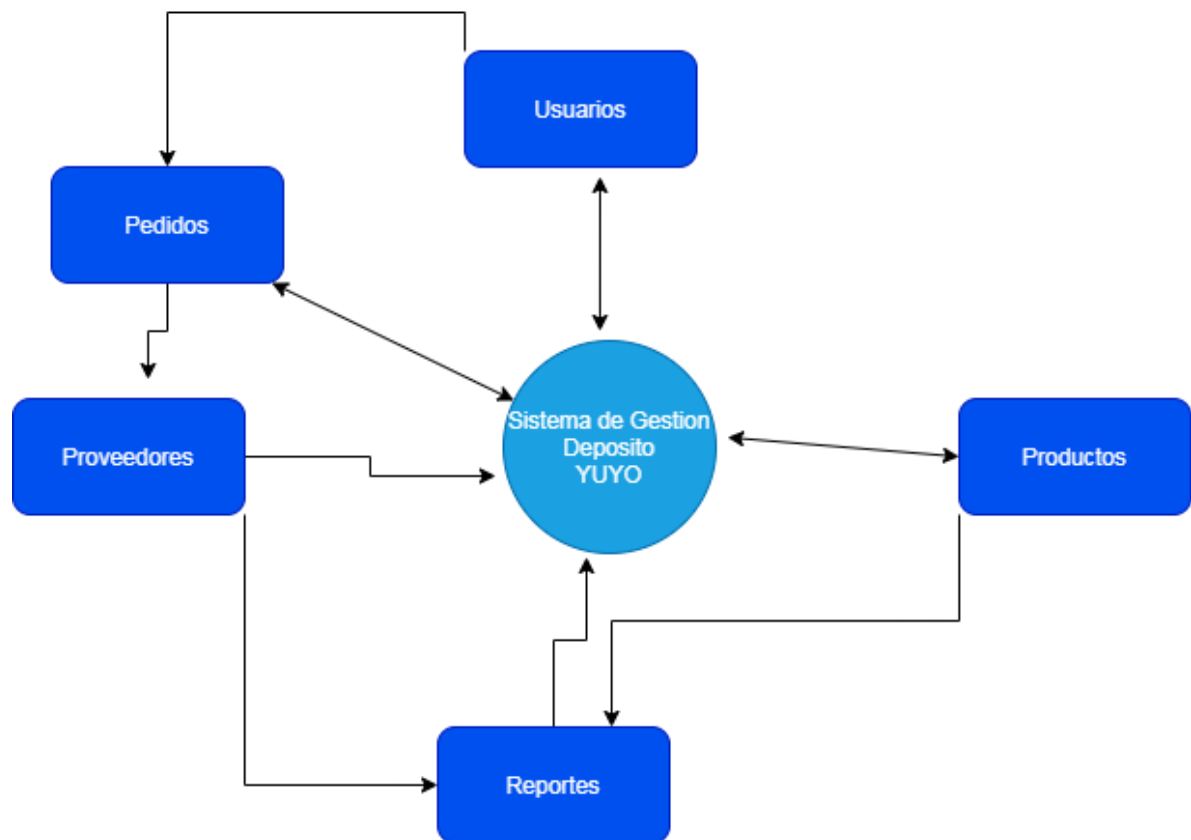 Usuarios
Pedidos
Sistema de Gestion
Deposito
YUYO
Proveedores
Productos
Reportes